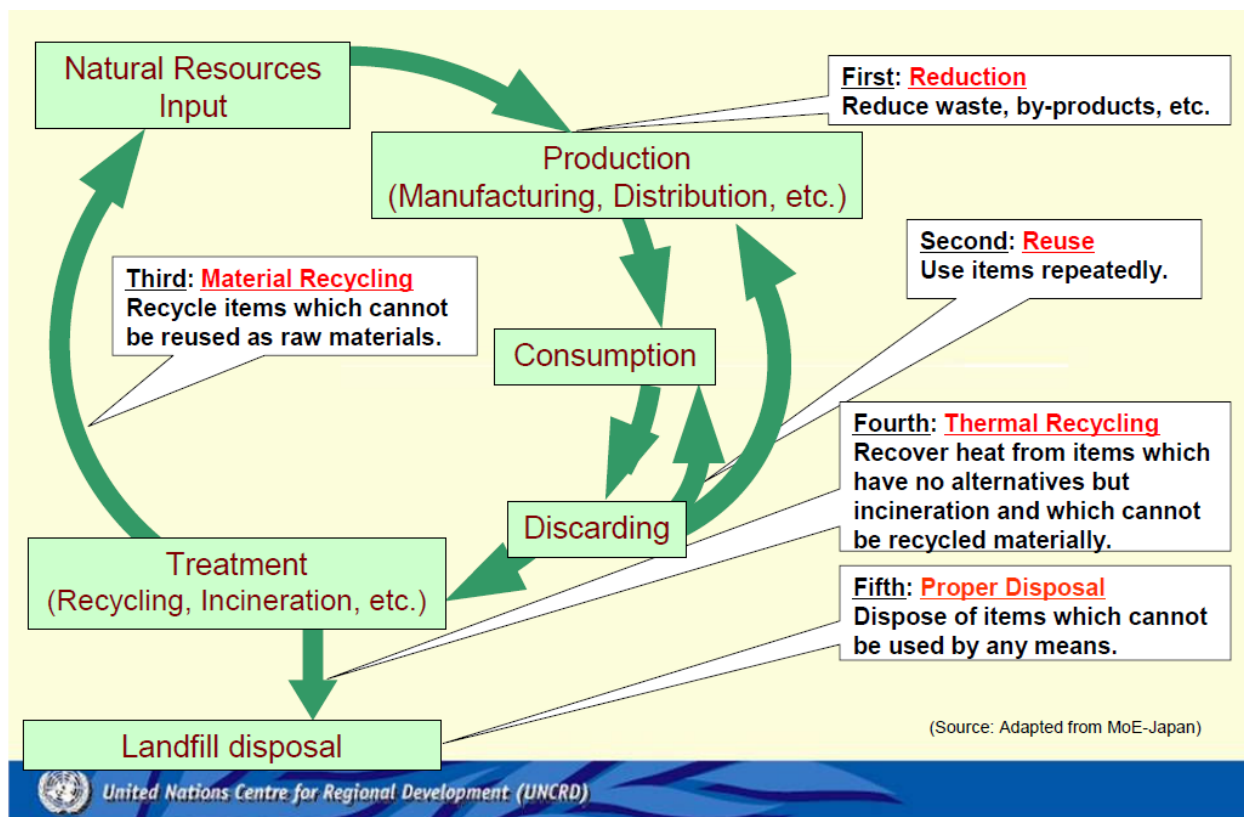 Natural Resources
Input
First: Reduction
Reduce waste, by-products, etc.
Production
(Manufacturing, Distribution, etc.)
Second: Reuse
Use items repeatedly.
Third: Material Recycling
Recycle items which cannot
be reused as raw materials.
Consumption
Fourth: Thermal Recycling
Recover heat from items which
have no alternatives but
incineration and which cannot
be recycled materially.
Discarding
Treatment
(Recycling, Incineration, etc.)
Fifth: Proper Disposal
Dispose of items which cannot
be used by any means.
Landfill disposal
(Source: Adapted from MoE-Japan)
United Nations Centre for Regional Development (UNCRD)